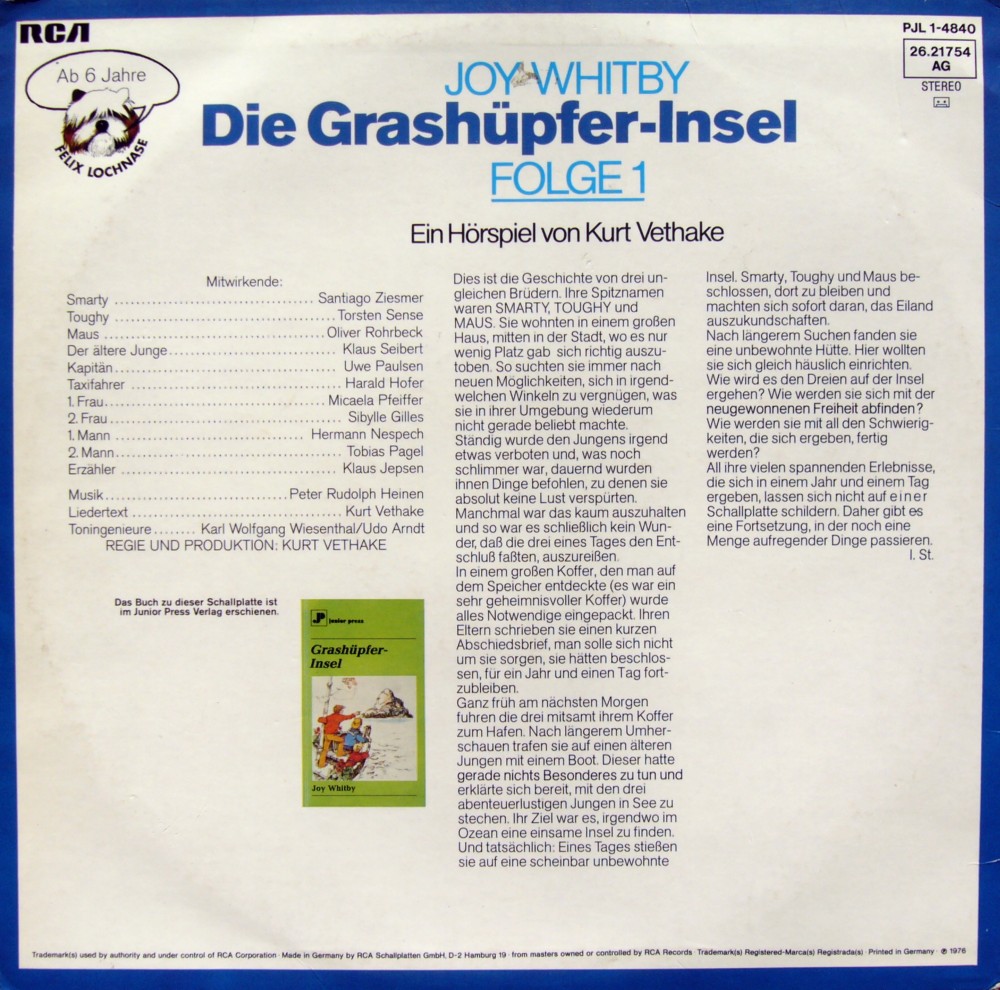 RCA
PJL 1-4840
26.21754
AG
STEREO
Ab 6 Jahre
FELIX LOCHNASE
JOY WHITBY
Die Grashüpfer-Insel
FOLGE 1
Ein Hörspiel von Kurt Vethake
Mitwirkende:
Smarty ................................ Santiago Ziesmer
Toughy ................................ Torsten Sense
Maus ................................ Oliver Rohrbeck
Der ältere Junge ........................ Klaus Seibert
Kapitän ................................ Uwe Paulsen
Taxifahrer ................................ Harald Hofer
1. Frau ................................ Micaela Pfeiffer
2. Frau ................................ Sibylle Gilles
1. Mann ........................... Hermann Nespech
2. Mann ................................ Tobias Pagel
Erzähler ................................ Klaus Jepsen
Musik ........................... Peter Rudolph Heinen
Liedertext ................................ Kurt Vethake
Toningenieure ........ Karl Wolfgang Wiesenthal/Udo Arndt
REGIE UND PRODUKTION: KURT VETHAKE
Das Buch zu dieser Schallplatte ist
im Junior Press Verlag erschienen.
JP junior press
Grashüpfer-
Insel
Joy Whitby
Dies ist die Geschichte von drei un-
gleichen Brüdern. Ihre Spitznamen
waren SMARTY, TOUGHY und
MAUS. Sie wohnten in einem großen
Haus, mitten in der Stadt, wo es nur
wenig Platz gab sich richtig auszu-
toben. So suchten sie immer nach
neuen Möglichkeiten, sich in irgend-
welchen Winkeln zu vergnügen, was
sie in ihrer Umgebung wiederum
nicht gerade beliebt machte.
Ständig wurde den Jungens irgend
etwas verboten und, was noch
schlimmer war, dauernd wurden
ihnen Dinge befohlen, zu denen sie
absolut keine Lust verspürten.
Manchmal war das kaum auszuhalten
und so war es schließlich kein Wun-
der, daß die drei eines Tages den Ent-
schluß faßten, auszureißen.
In einem großen Koffer, den man auf
dem Speicher entdeckte (es war ein
sehr geheimnisvoller Koffer) wurde
alles Notwendige eingepackt. Ihren
Eltern schrieben sie einen kurzen
Abschiedsbrief, man solle sich nicht
um sie sorgen, sie hätten beschlos-
sen, für ein Jahr und einen Tag fort-
zubleiben.
Ganz früh am nächsten Morgen
fuhren die drei mitsamt ihrem Koffer
zum Hafen. Nach längerem Umher-
schauen trafen sie auf einen älteren
Jungen mit einem Boot. Dieser hatte
gerade nichts Besonderes zu tun und
erklärte sich bereit, mit den drei
abenteuerlustigen Jungen in See zu
stechen. Ihr Ziel war es, irgendwo im
Ozean eine einsame Insel zu finden.
Und tatsächlich: Eines Tages stießen
sie auf eine scheinbar unbewohnte
Insel. Smarty, Toughy und Maus be-
schlossen, dort zu bleiben und
machten sich sofort daran, das Eiland
auszukundschaften.
Nach längerem Suchen fanden sie
eine unbewohnte Hütte. Hier wollten
sie sich gleich häuslich einrichten.
Wie wird es den Dreien auf der Insel
ergehen? Wie werden sie sich mit der
neugewonnenen Freiheit abfinden?
Wie werden sie mit all den Schwierig-
keiten, die sich ergeben, fertig
werden?
All ihre vielen spannenden Erlebnisse,
die sich in einem Jahr und einem Tag
ergeben, lassen sich nicht auf einer
Schallplatte schildern. Daher gibt es
eine Fortsetzung, in der noch eine
Menge aufregender Dinge passieren.
I. St.
Trademark(s) used by authority and under control of RCA Corporation · Made in Germany by RCA Schallplatten GmbH, D-2 Hamburg 19 · from masters owned or controlled by RCA Records · Trademark(s) Registered-Marca(s) Registrada(s) · Printed in Germany · ℗ 1976